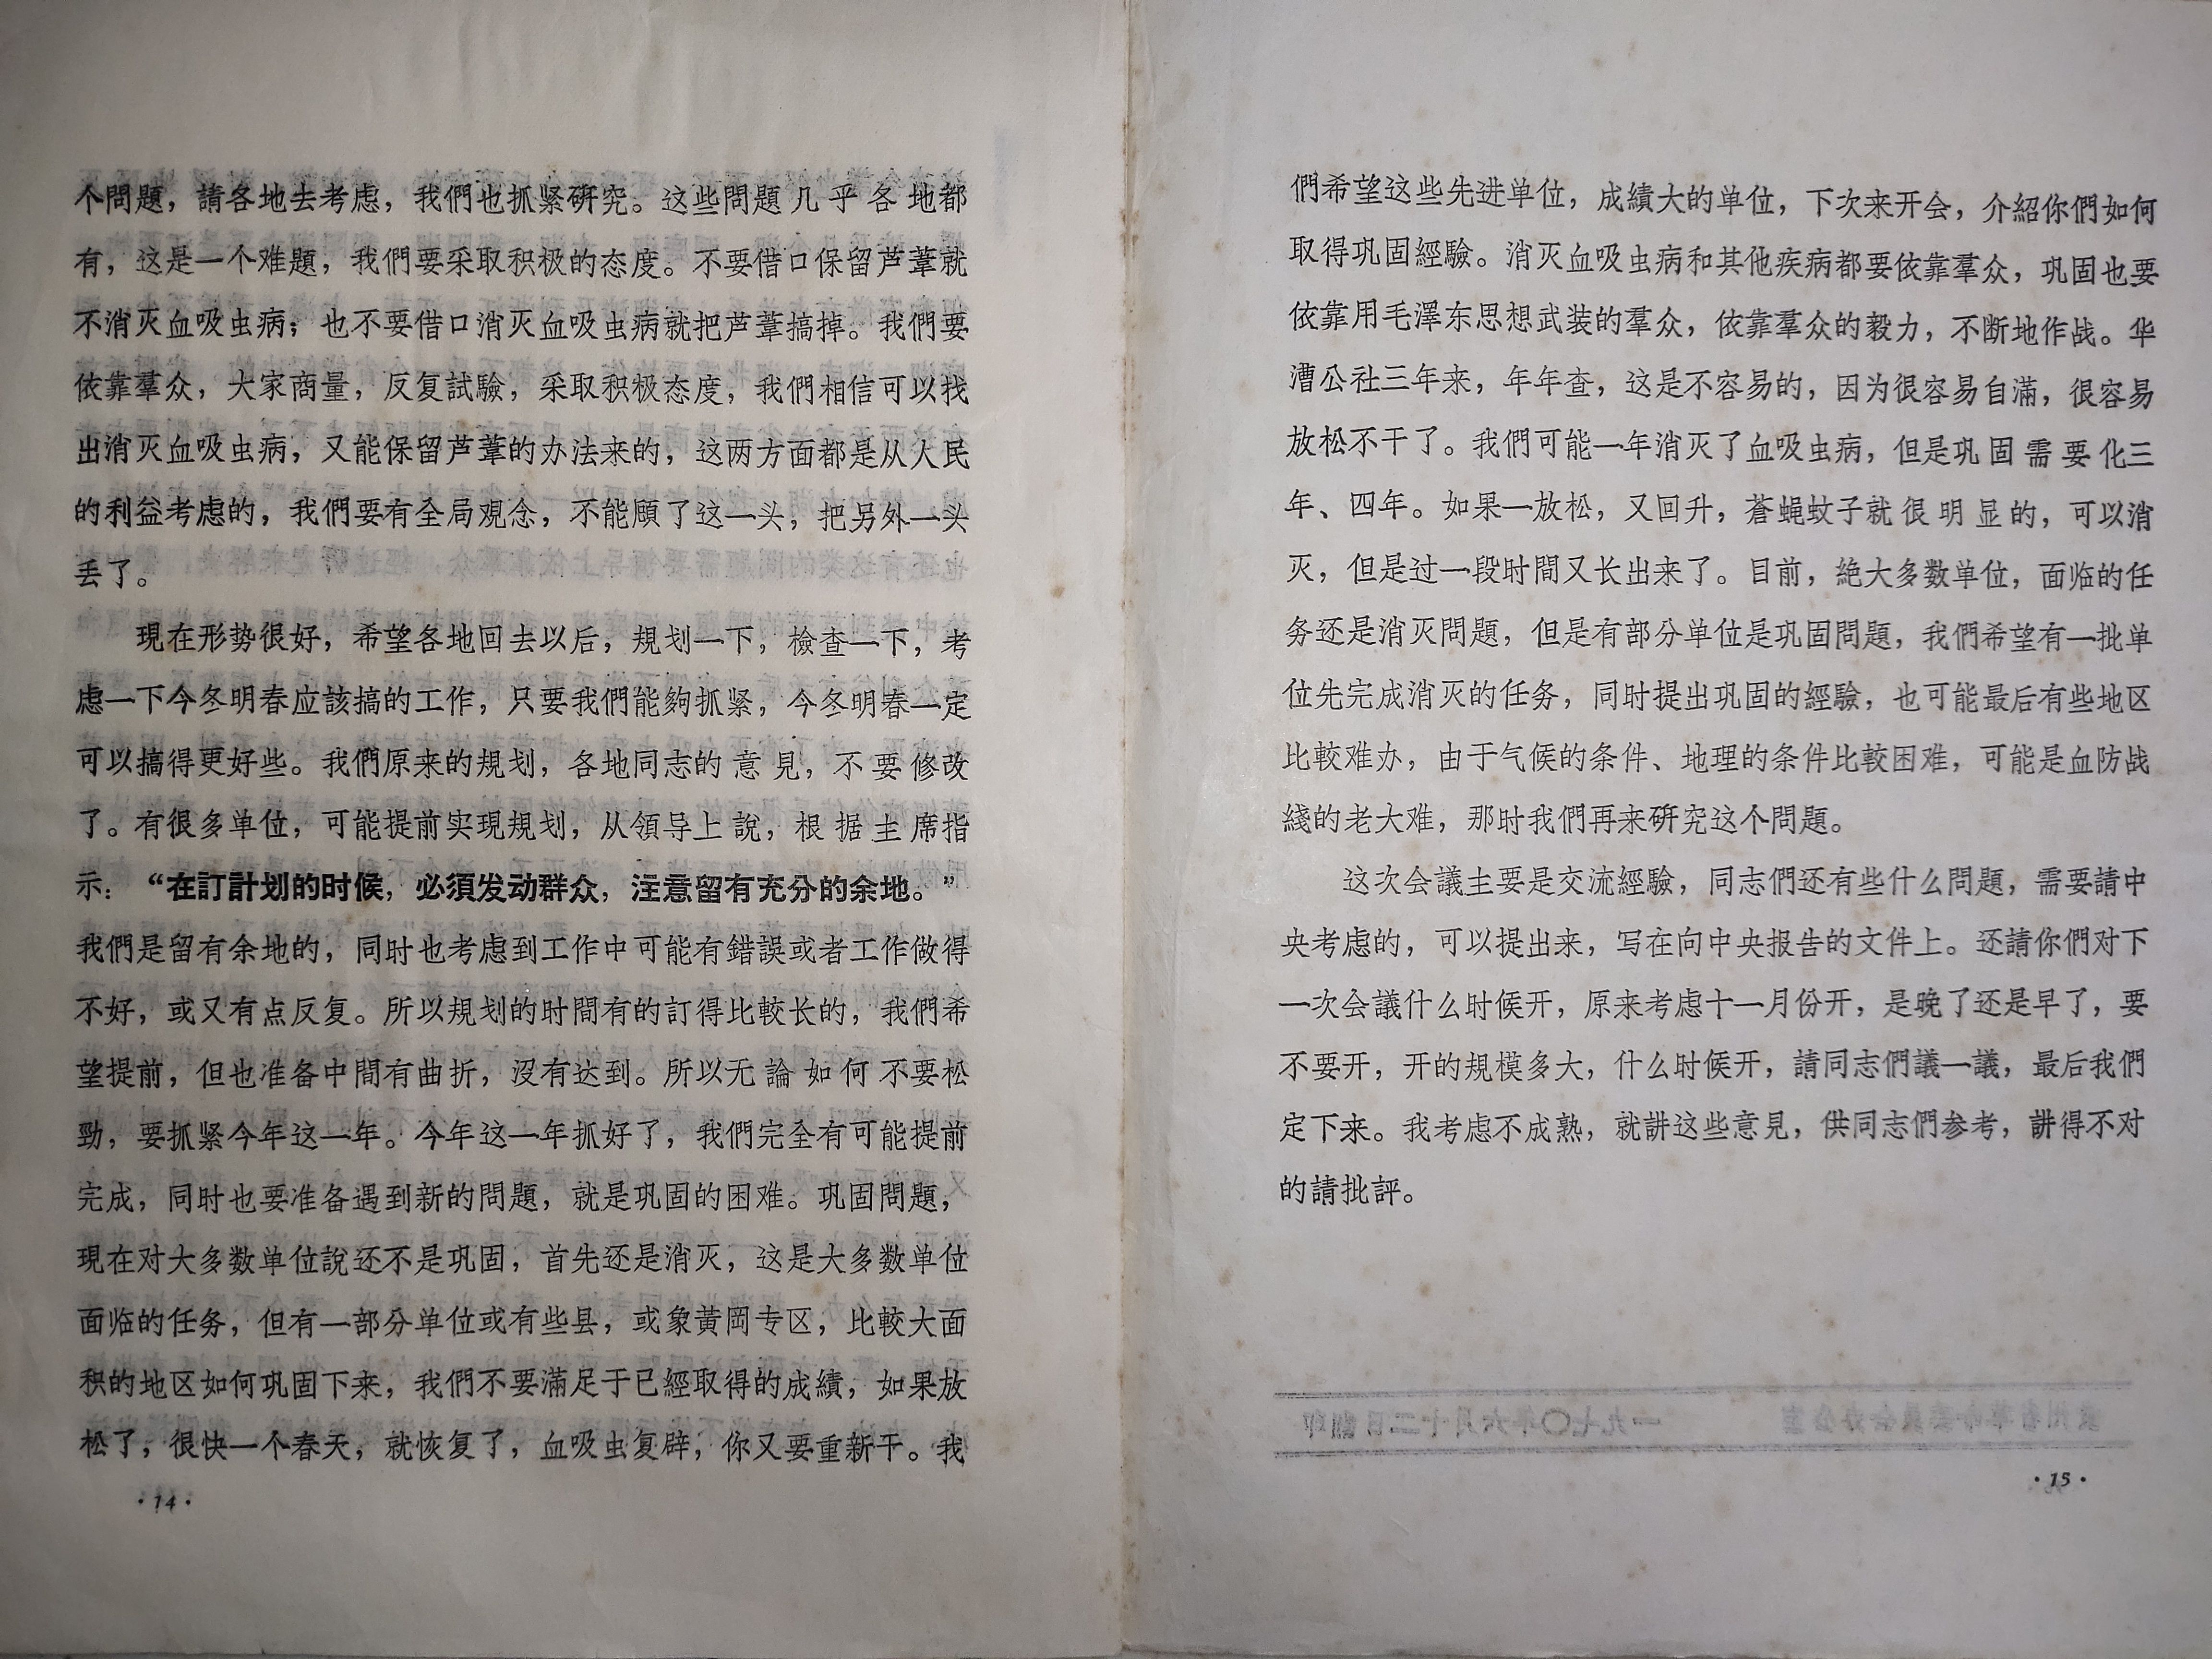 个問題，請各地去考虑，我們也抓紧研究。这些問題几乎各地都
有，这是一个难題，我們要采取积极的态度。不要借口保留芦葦就
不消灭血吸虫病；也不要借口消灭血吸虫病就把芦葦搞掉。我們要
依靠羣众，大家商量，反复試驗，采取积极态度，我們相信可以找
出消灭血吸虫病，又能保留芦葦的办法来的，这两方面都是从人民
的利益考虑的，我們要有全局观念，不能顾了这一头，把另外一头
丢了。
現在形势很好，希望各地回去以后，規划一下，檢查一下，考
虑一下今冬明春应該搞的工作，只要我們能夠抓紧，今冬明春一定
可以搞得更好些。我們原来的規划，各地同志的意見，不要修改
了。有很多单位，可能提前实現規划，从領导上說，根据主席指
示：“在訂計划的时候，必須发动群众，注意留有充分的余地。”
我們是留有余地的，同时也考虑到工作中可能有錯誤或者工作做得
不好，或又有点反复。所以規划的时間有的訂得比較长的，我們希
望提前，但也准备中間有曲折，沒有达到。所以无論如何不要松
勁，要抓紧今年这一年。今年这一年抓好了，我們完全有可能提前
完成，同时也要准备遇到新的問題，就是巩固的困难。巩固問題，
現在对大多数单位說还不是巩固，首先还是消灭，这是大多数单位
面临的任务，但有一部分单位或有些县，或象黃岡专区，比較大面
积的地区如何巩固下来，我們不要滿足于已經取得的成績，如果放
松了，很快一个春天，就恢复了，血吸虫复辟，你又要重新干。我
·14·
們希望这些先进单位，成績大的单位，下次来开会，介紹你們如何
取得巩固經驗。消灭血吸虫病和其他疾病都要依靠羣众，巩固也要
依靠用毛澤东思想武装的羣众，依靠羣众的毅力，不断地作战。华
漕公社三年来，年年查，这是不容易的，因为很容易自滿，很容易
放松不干了。我們可能一年消灭了血吸虫病，但是巩固需要化三
年、四年。如果一放松，又回升，蒼蝇蚊子就很明显的，可以消
灭，但是过一段时間又长出来了。目前，絶大多数单位，面临的任
务还是消灭問題，但是有部分单位是巩固問題，我們希望有一批单
位先完成消灭的任务，同时提出巩固的經驗，也可能最后有些地区
比較难办，由于气候的条件、地理的条件比較困难，可能是血防战
綫的老大难，那时我們再来研究这个問題。
这次会議主要是交流經驗，同志們还有些什么問題，需要請中
央考虑的，可以提出来，写在向中央报告的文件上。还請你們对下
一次会議什么时候开，原来考虑十一月份开，是晚了还是早了，要
不要开，开的規模多大，什么时候开，請同志們議一議，最后我們
定下来。我考虑不成熟，就講这些意見，供同志們参考，講得不对
的請批評。
·15·